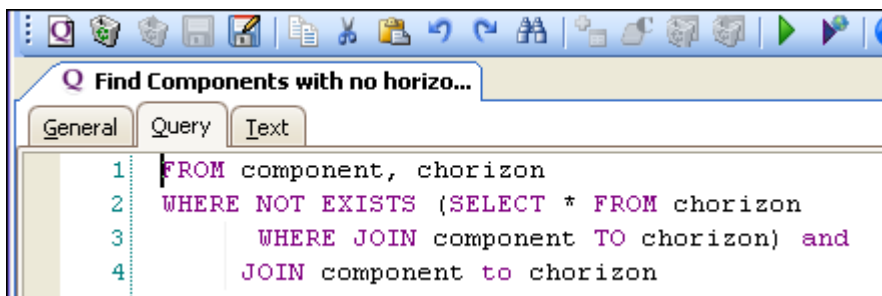 Find Components with no horizo...
General Query Text
1 FROM component, chorizon
2 WHERE NOT EXISTS (SELECT * FROM chorizon
3 WHERE JOIN component TO chorizon) and
4 JOIN component to chorizon